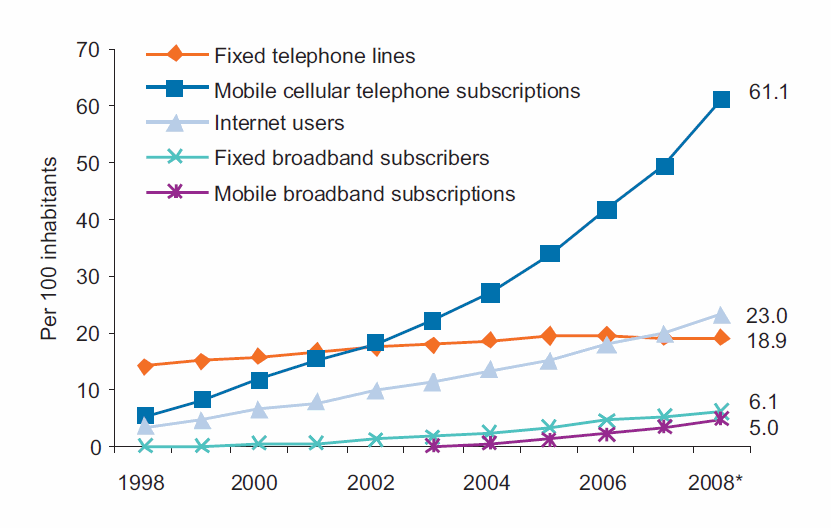 70
60
50
40
30
20
10
0
Per 100 inhabitants
Fixed telephone lines
Mobile cellular telephone subscriptions
Internet users
Fixed broadband subscribers
Mobile broadband subscriptions
61.1
23.0
18.9
6.1
5.0
1998 2000 2002 2004 2006 2008*